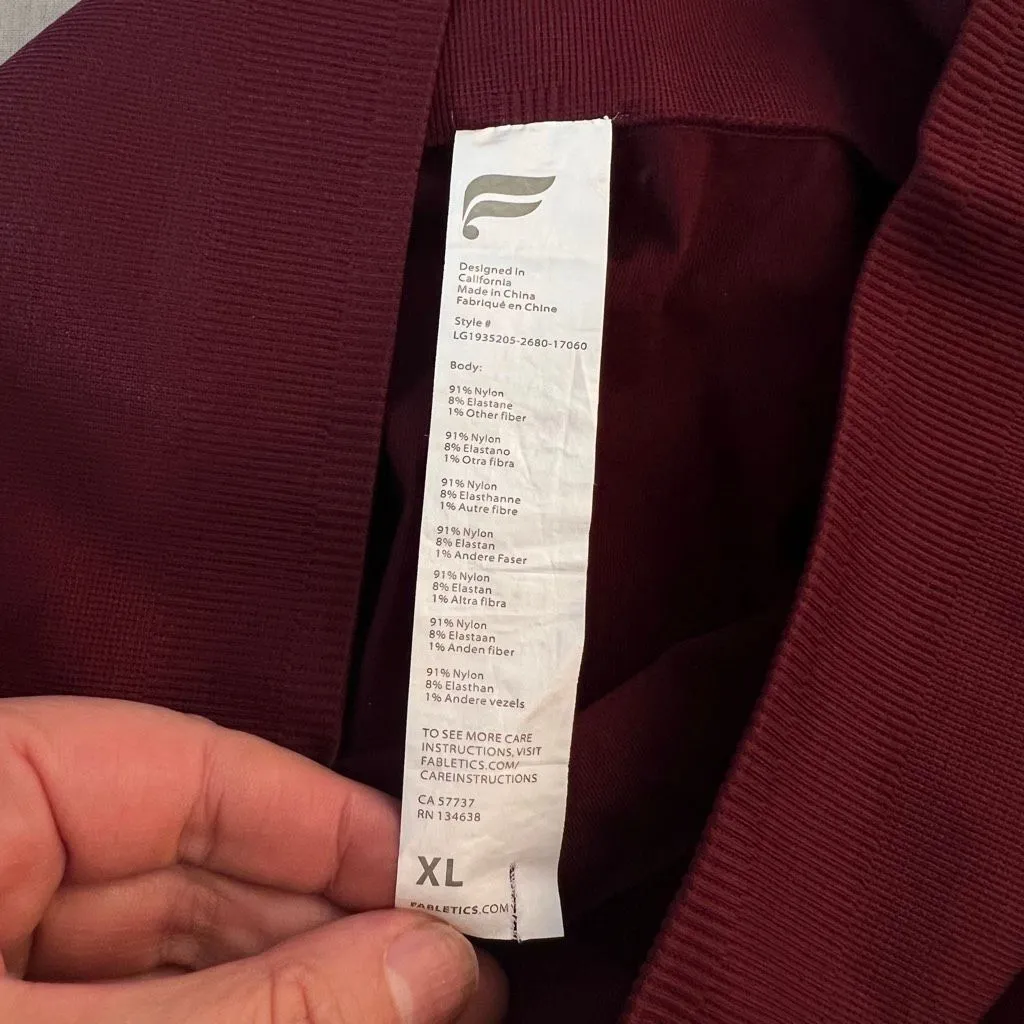 Designed in
California
Made in China
Fabriqué en Chine
Style #
LG1935205-2680-17060
Body:
91% Nylon
8% Elastane
1% Other fiber
91% Nylon
8% Elastano
1% Otra fibra
91% Nylon
8% Elasthanne
1% Autre fibre
91% Nylon
8% Elastan
1% Andere Faser
91% Nylon
8% Elastan
1% Altra fibra
91% Nylon
8% Elastaan
1% Anden fiber
91% Nylon
8% Elasthan
1% Andere vezels
TO SEE MORE CARE
INSTRUCTIONS, VISIT
FABLETICS.COM/
CAREINSTRUCTIONS
CA 57737
RN 134638
XL
FABLETICS.COM